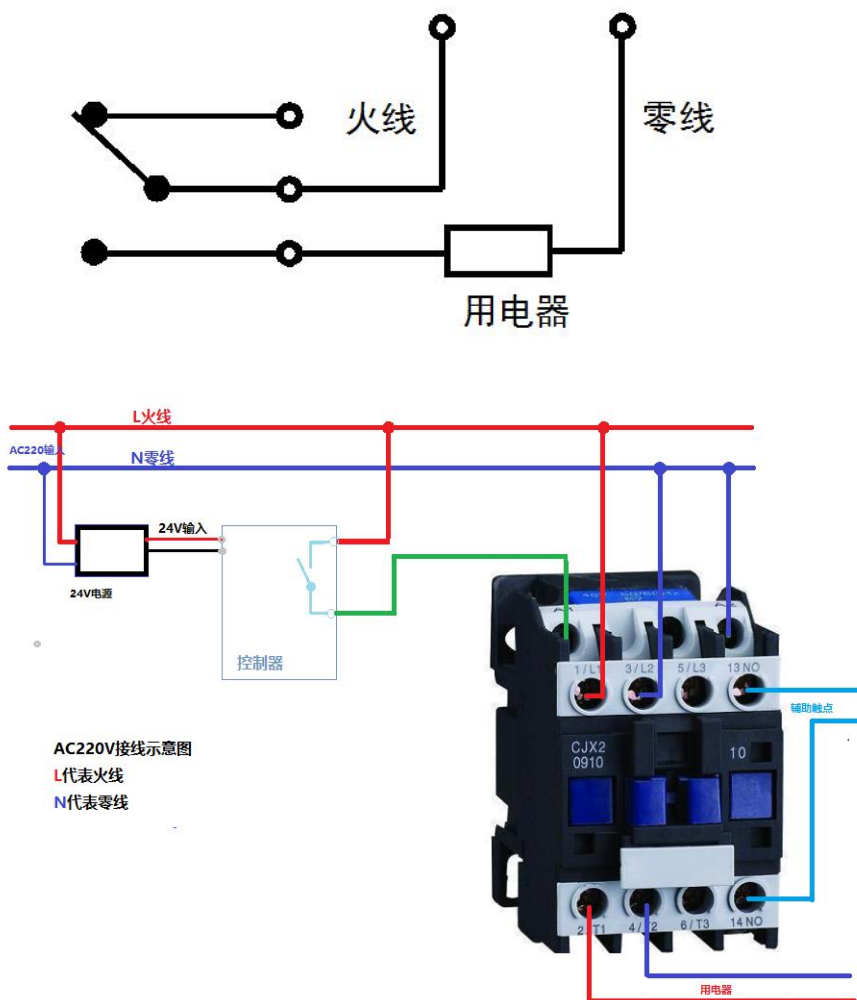 火线
零线
用电器
L火线
AC220输入
N零线
24V输入
24V电源
控制器
1/L1
3/L2
5/L3
13 NO
辅助触点
AC220V接线示意图
L代表火线
N代表零线
CJX2
0910
10
2/T1
4/T2
6/T3
14 NO
用电器